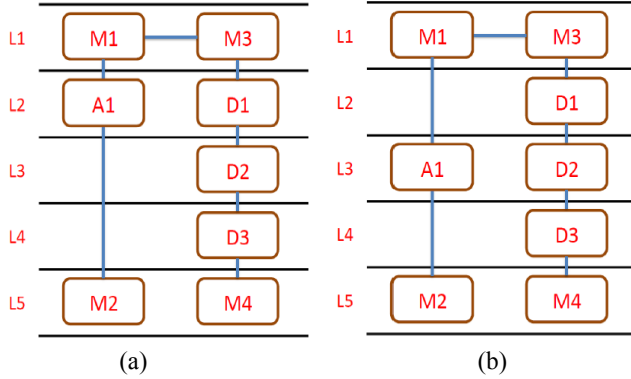 L1 M1 M3
L2 A1 D1
L3 D2
L4 D3
L5 M2 M4
(a)
L1 M1 M3
L2 D1
L3 A1 D2
L4 D3
L5 M2 M4
(b)